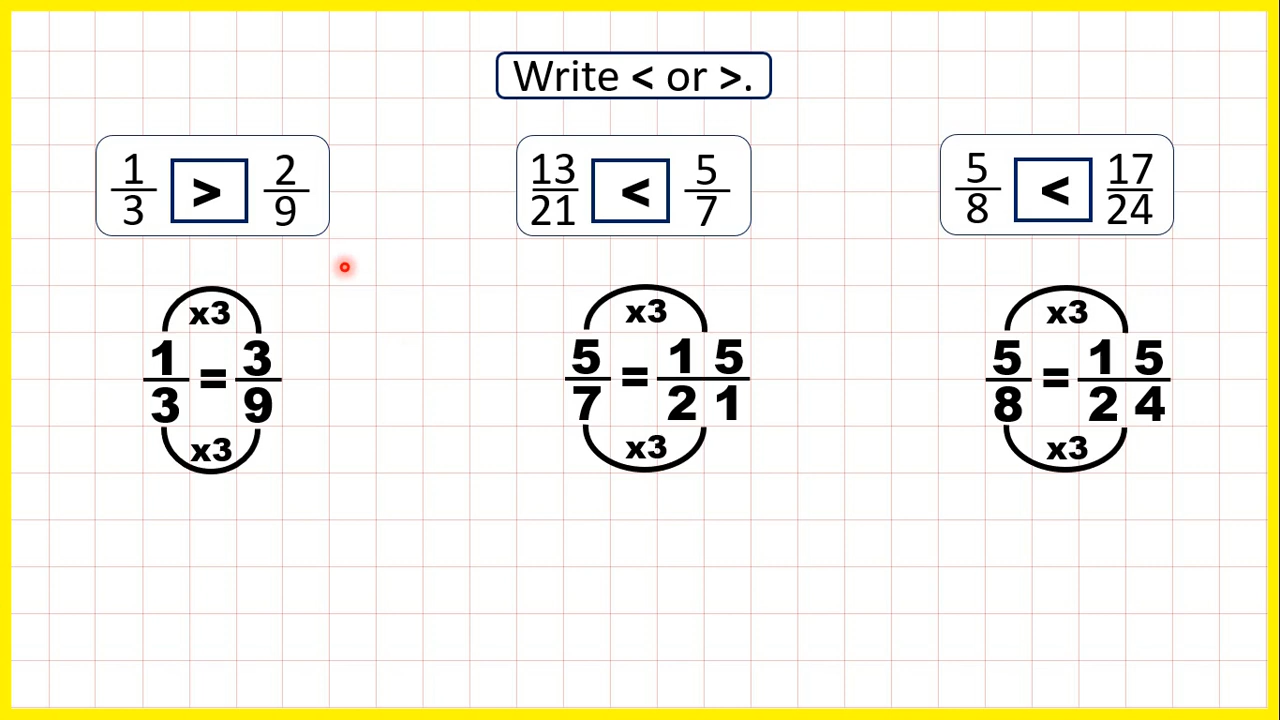 Write < or >.
1/3 > 2/9
13/21 < 5/7
5/8 < 17/24
x3
1/3 = 3/9
x3
x3
5/7 = 15/21
x3
x3
5/8 = 15/24
x3